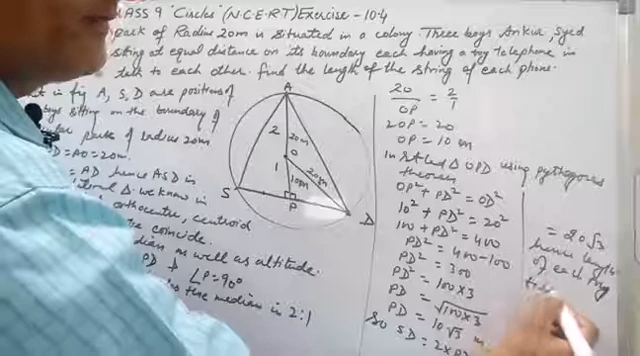 CLASS 9 "Circles" (N.C.E.R.T) Exercise - 10.4
park of Radius 20m is situated in a colony. Three boys Ankur, Syed
sitting at equal distance on its boundary each having a toy telephone in
talk to each other. find the length of the string of each phone.
in fig A, S, D are positions of
boys sitting on the boundary of
park of radius 20m
D = AO = 20m.
= AD hence ASD is
Δ. we know in
orthocentre, centroid
coincide.
as well as altitude.
PD ⊥ ∠P = 90°
the median in 2:1
A
2
20m
O
1
10m
20m
S
P
D
20/OP = 2/1
2OP = 20
OP = 10 cm
In rt. Δ OPD using pythagoras
theorem
OP² + PD² = OD²
10² + PD² = 20²
100 + PD² = 400
PD² = 400 - 100
PD² = 300
PD² = 100 × 3
PD = √100 × 3
PD = 10√3 m
So SD = 2 ×
= 20√3
hence length
of each